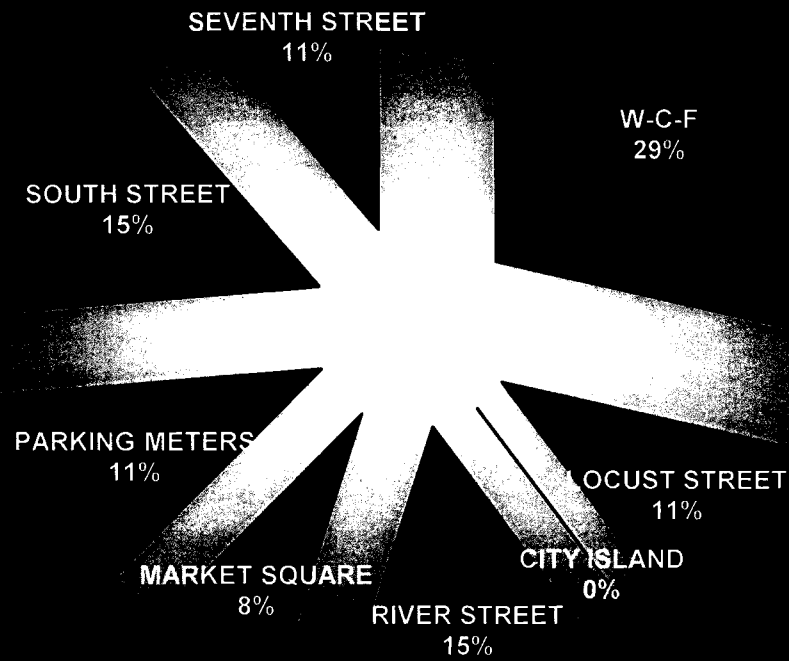 SEVENTH STREET
11%
W-C-F
29%
SOUTH STREET
15%
PARKING METERS
11%
LOCUST STREET
11%
CITY ISLAND
0%
MARKET SQUARE
8%
RIVER STREET
15%